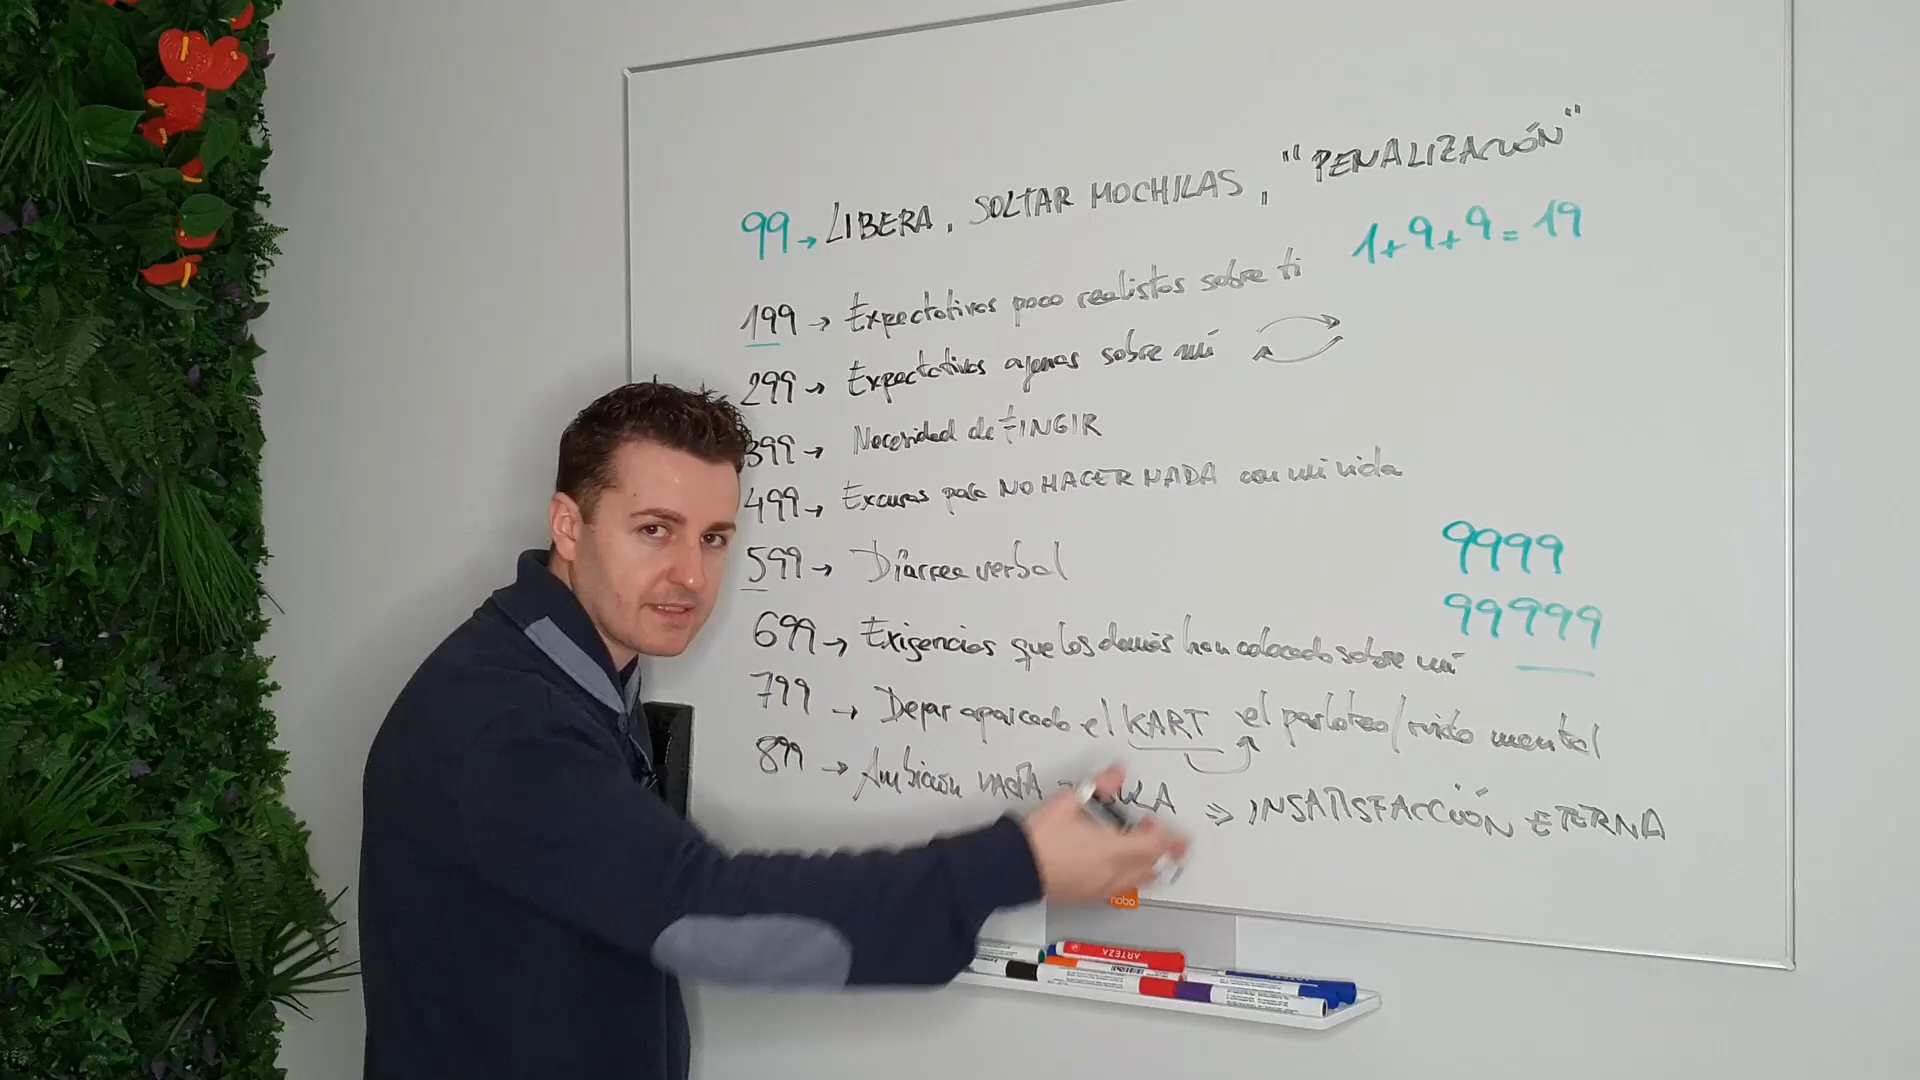 99 → LIBERA, SOLTAR MOCHILAS, "PENALIZACIÓN"
1+9+9=19
199 → Expectativas poco realistas sobre ti
299 → Expectativas ajenas sobre mí
399 → Necesidad de FINGIR
499 → Excusas para NO HACER NADA con mi vida
599 → Diarrea verbal
9999
99999
699 → Exigencias que los demás han colocado sobre mí
799 → Dejar aparcado el KART el parloteo/ruido mental
899 → Ambición => INSATISFACCIÓN ETERNA
nobo
ARTEZA